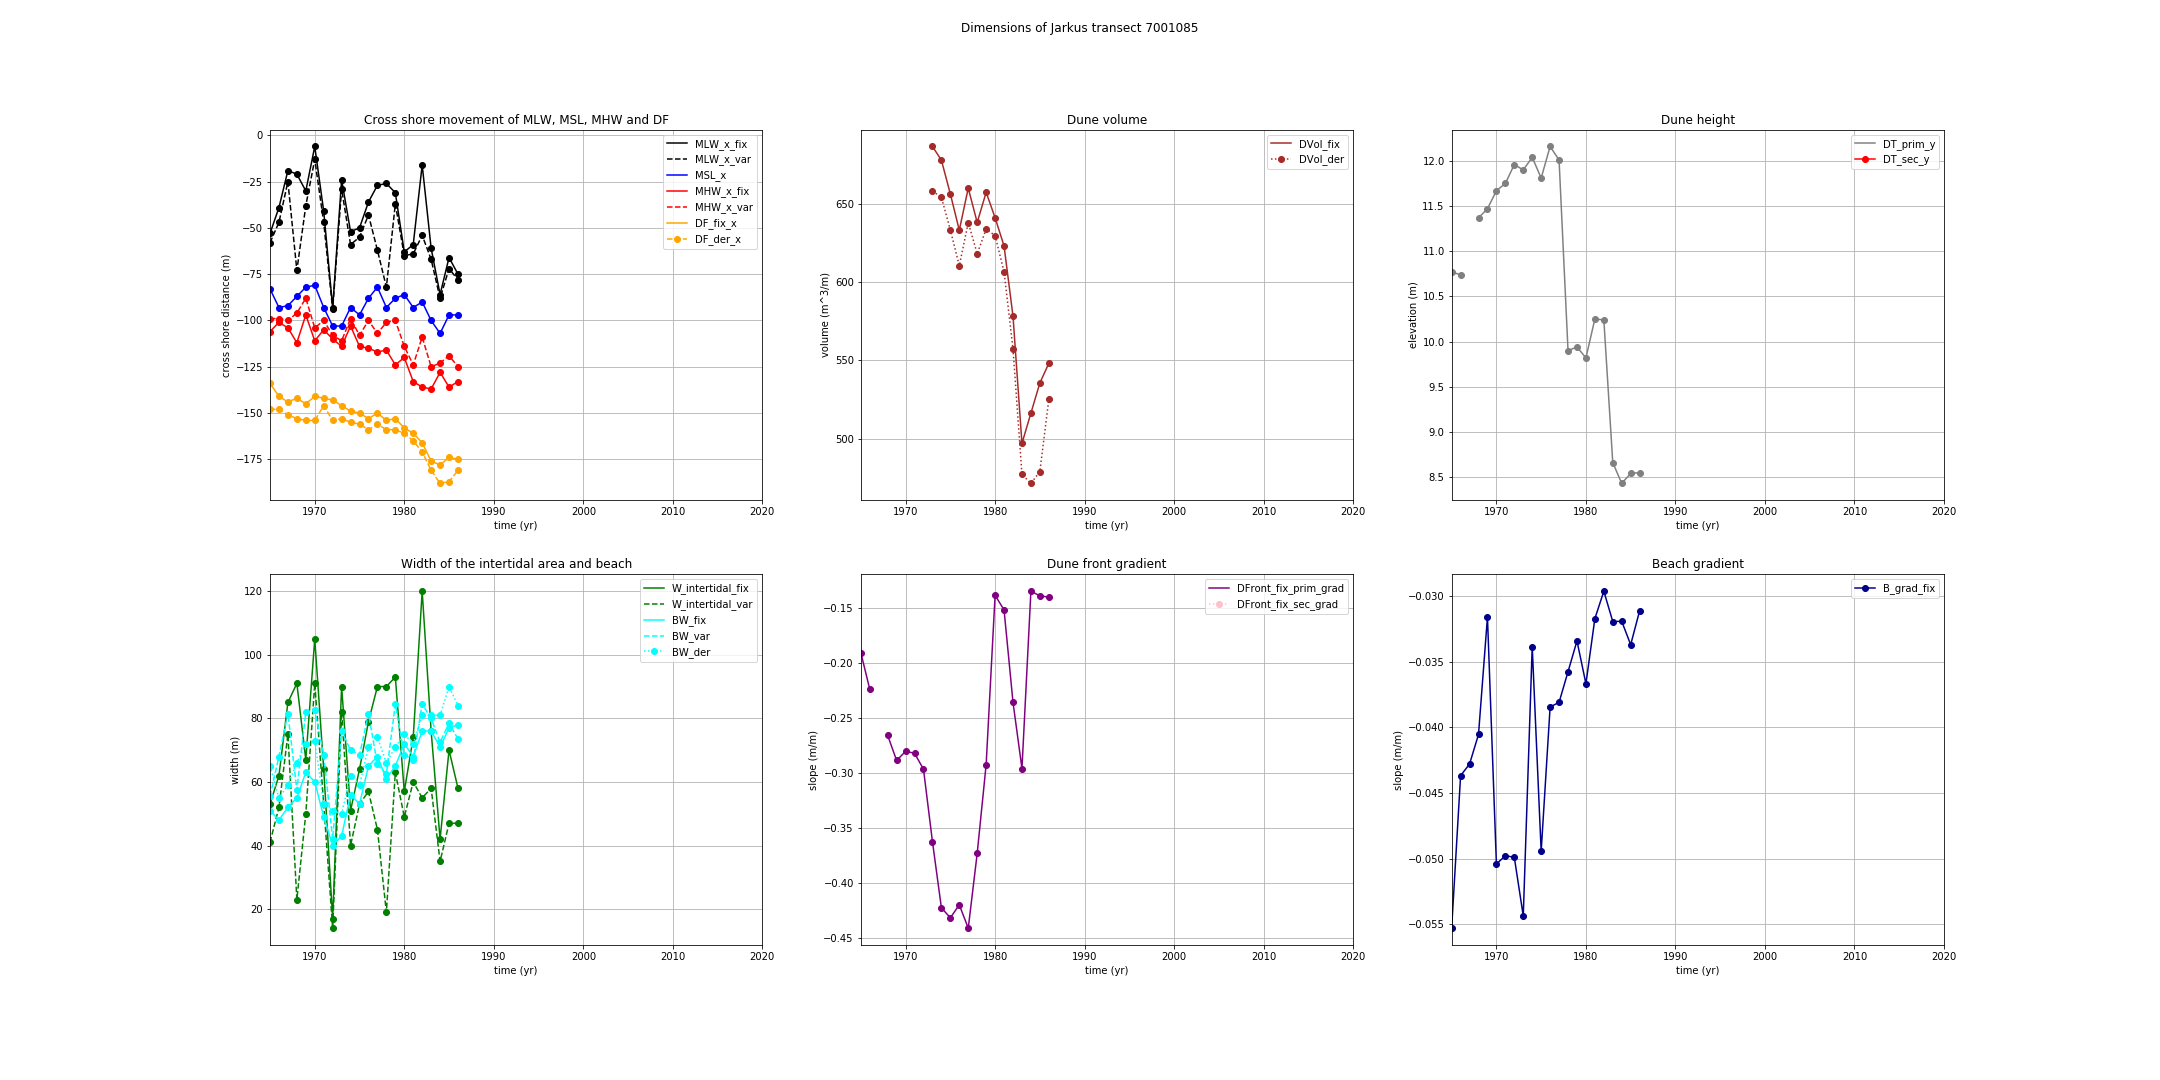 Dimensions of Jarkus transect 7001085
Cross shore movement of MLW, MSL, MHW and DF
cross shore distance (m)
0
−25
−50
−75
−100
−125
−150
−175
MLW_x_fix
MLW_x_var
MSL_x
MHW_x_fix
MHW_x_var
DF_fix_x
DF_der_x
1970 1980 1990 2000 2010 2020
time (yr)
Dune volume
volume (m^3/m)
650
600
550
500
DVol_fix
DVol_der
1970 1980 1990 2000 2010 2020
time (yr)
Dune height
elevation (m)
12.0
11.5
11.0
10.5
10.0
9.5
9.0
8.5
DT_prim_y
DT_sec_y
1970 1980 1990 2000 2010 2020
time (yr)
Width of the intertidal area and beach
width (m)
120
100
80
60
40
20
W_intertidal_fix
W_intertidal_var
BW_fix
BW_var
BW_der
1970 1980 1990 2000 2010 2020
time (yr)
Dune front gradient
slope (m/m)
−0.15
−0.20
−0.25
−0.30
−0.35
−0.40
−0.45
DFront_fix_prim_grad
DFront_fix_sec_grad
1970 1980 1990 2000 2010 2020
time (yr)
Beach gradient
slope (m/m)
−0.030
−0.035
−0.040
−0.045
−0.050
−0.055
B_grad_fix
1970 1980 1990 2000 2010 2020
time (yr)